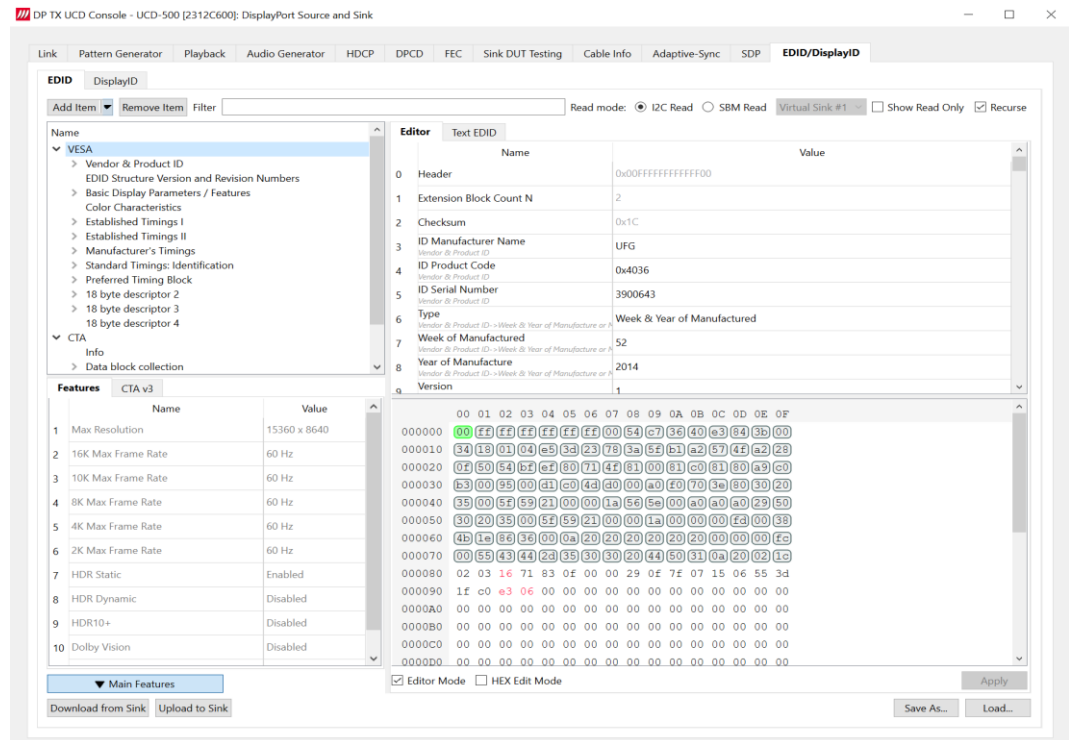 DP TX UCD Console - UCD-500 [2312C600]: DisplayPort Source and Sink
Link Pattern Generator Playback Audio Generator HDCP DPCD FEC Sink DUT Testing Cable Info Adaptive-Sync SDP EDID/DisplayID
EDID DisplayID
Add Item Remove Item Filter Read mode: I2C Read SBM Read Virtual Sink #1 Show Read Only Recurse
Name
VESA
Vendor & Product ID
EDID Structure Version and Revision Numbers
Basic Display Parameters / Features
Color Characteristics
Established Timings I
Established Timings II
Manufacturer's Timings
Standard Timings: Identification
Preferred Timing Block
18 byte descriptor 2
18 byte descriptor 3
18 byte descriptor 4
CTA
Info
Data block collection
Editor Text EDID
Name Value
0 Header 0x00FFFFFFFFFFFF00
1 Extension Block Count N 2
2 Checksum 0x1C
3 ID Manufacturer Name UFG
Vendor & Product ID
4 ID Product Code 0x4036
Vendor & Product ID
5 ID Serial Number 3900643
Vendor & Product ID
6 Type Week & Year of Manufactured
Vendor & Product ID->Week & Year of Manufacture or M
7 Week of Manufactured 52
Vendor & Product ID->Week & Year of Manufacture or M
8 Year of Manufacture 2014
Vendor & Product ID->Week & Year of Manufacture or M
9 Version 1
Features CTA v3
Name Value
1 Max Resolution 15360 x 8640
2 16K Max Frame Rate 60 Hz
3 10K Max Frame Rate 60 Hz
4 8K Max Frame Rate 60 Hz
5 4K Max Frame Rate 60 Hz
6 2K Max Frame Rate 60 Hz
7 HDR Static Enabled
8 HDR Dynamic Disabled
9 HDR10+ Disabled
10 Dolby Vision Disabled
00 01 02 03 04 05 06 07 08 09 0A 0B 0C 0D 0E 0F
000000 00 ff ff ff ff ff ff 00 54 c7 36 40 e3 84 3b 00
000010 34 18 01 04 e5 3d 23 78 3a 5f b1 a2 57 4f a2 28
000020 0f 50 54 bf ef 80 71 4f 81 00 81 c0 81 80 a9 c0
000030 b3 00 95 00 d1 c0 4d d0 00 a0 f0 70 3e 80 30 20
000040 35 00 5f 59 21 00 00 1a 56 5e 00 a0 a0 a0 29 50
000050 30 20 35 00 5f 59 21 00 00 1a 00 00 00 fd 00 38
000060 4b 1e 86 36 00 0a 20 20 20 20 20 20 00 00 00 fc
000070 00 55 43 44 2d 35 30 30 20 44 50 31 0a 20 02 1c
000080 02 03 16 71 83 0f 00 00 29 0f 7f 07 15 06 55 3d
000090 1f c0 e3 06 00 00 00 00 00 00 00 00 00 00 00 00
0000A0 00 00 00 00 00 00 00 00 00 00 00 00 00 00 00 00
0000B0 00 00 00 00 00 00 00 00 00 00 00 00 00 00 00 00
0000C0 00 00 00 00 00 00 00 00 00 00 00 00 00 00 00 00
0000D0 00 00 00 00 00 00 00 00 00 00 00 00 00 00 00 00
Main Features
Editor Mode HEX Edit Mode Apply
Download from Sink Upload to Sink Save As... Load...